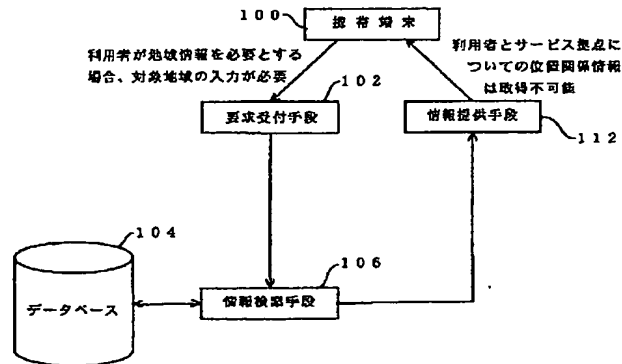 100
携帯端末
利用者が地域情報を必要とする
場合、対象地域の入力が必要
利用者とサービス拠点に
ついての位置関係情報
は取得不可能
102
要求受付手段
情報提供手段
112
104
データベース
106
情報検索手段